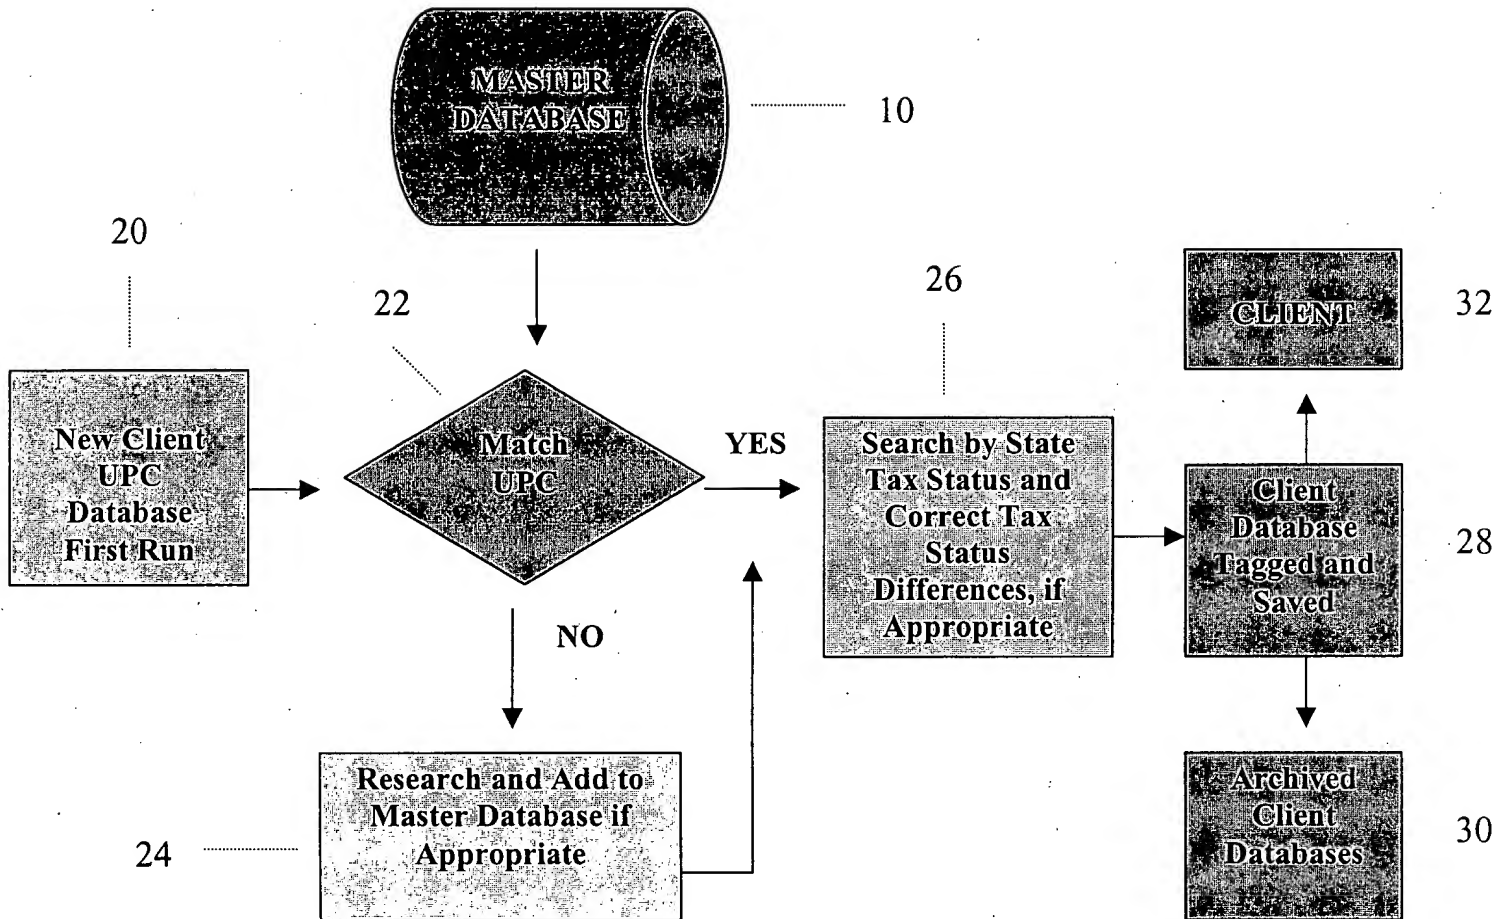 MASTER
DATABASE
10
20
22
26
32
CLIENT
New Client
UPC
Database
First Run
Match
UPC
YES
Search by State
Tax Status and
Correct Tax
Status
Differences, if
Appropriate
Client
Database
Tagged and
Saved
28
NO
Research and Add to
Master Database if
Appropriate
24
Archived
Client
Databases
30